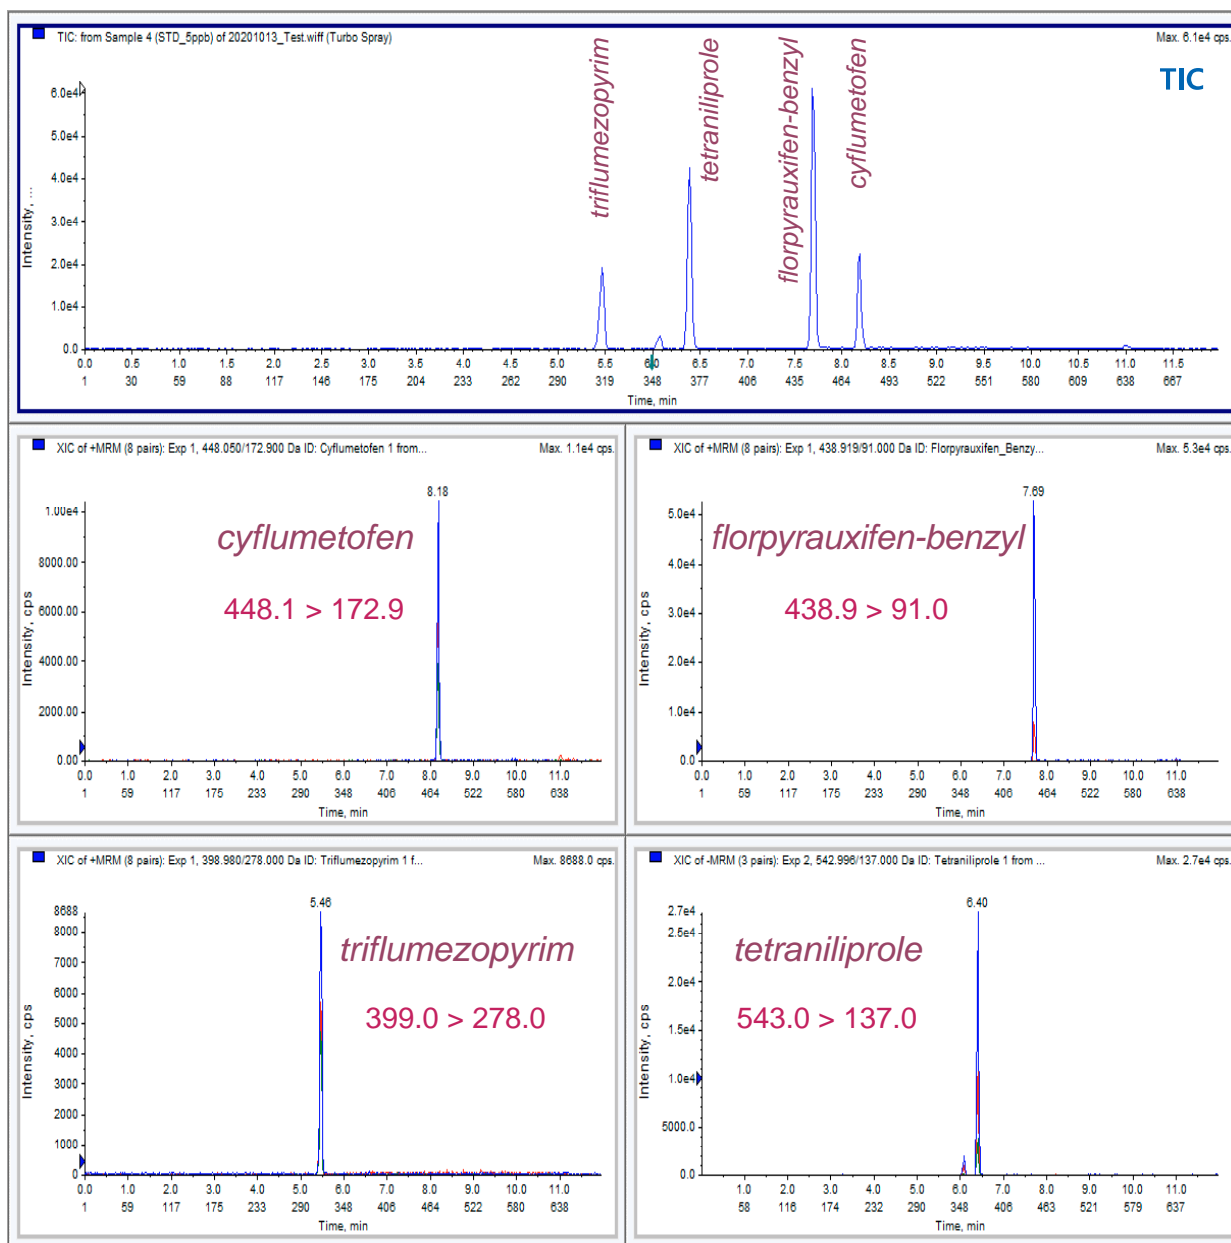 TIC: from Sample 4 (STD_5ppb) of 20201013_Test.wiff (Turbo Spray) Max. 6.1e4 cps.
TIC
triflumezopyrim
tetraniliprole
florpyrauxifen-benzyl
cyflumetofen
Intensity, ...
6.0e4
5.0e4
4.0e4
3.0e4
2.0e4
1.0e4
0.0
0.0 0.5 1.0 1.5 2.0 2.5 3.0 3.5 4.0 4.5 5.0 5.5 6.0 6.5 7.0 7.5 8.0 8.5 9.0 9.5 10.0 10.5 11.0 11.5
1 30 59 88 117 146 175 204 233 262 290 319 348 377 406 435 464 493 522 551 580 609 638 667
Time, min
XIC of +MRM (8 pairs): Exp 1, 448.050/172.900 Da ID: Cyflumetofen 1 from... Max. 1.1e4 cps.
8.18
cyflumetofen
448.1 > 172.9
Intensity, cps
1.00e4
8000.00
6000.00
4000.00
2000.00
0.00
0.0 1.0 2.0 3.0 4.0 5.0 6.0 7.0 8.0 9.0 10.0 11.0
1 59 117 175 233 290 348 406 464 522 580 638
Time, min
XIC of +MRM (8 pairs): Exp 1, 438.919/91.000 Da ID: Florpyrauxifen_Benzy... Max. 5.3e4 cps.
7.69
florpyrauxifen-benzyl
438.9 > 91.0
Intensity, cps
5.0e4
4.0e4
3.0e4
2.0e4
1.0e4
0.0
0.0 1.0 2.0 3.0 4.0 5.0 6.0 7.0 8.0 9.0 10.0 11.0
1 59 117 175 233 290 348 406 464 522 580 638
Time, min
XIC of +MRM (8 pairs): Exp 1, 398.980/278.000 Da ID: Triflumezopyrim 1 f... Max. 8688.0 cps.
5.46
triflumezopyrim
399.0 > 278.0
Intensity, cps
8688
8000
7000
6000
5000
4000
3000
2000
1000
0
0.0 1.0 2.0 3.0 4.0 5.0 6.0 7.0 8.0 9.0 10.0 11.0
1 59 117 175 233 290 348 406 464 522 580 638
Time, min
XIC of -MRM (3 pairs): Exp 2, 542.996/137.000 Da ID: Tetraniliprole 1 from ... Max. 2.7e4 cps.
6.40
tetraniliprole
543.0 > 137.0
Intensity, cps
2.7e4
2.5e4
2.0e4
1.5e4
1.0e4
5000.0
0.0
1.0 2.0 3.0 4.0 5.0 6.0 7.0 8.0 9.0 10.0 11.0
58 116 174 232 290 348 406 463 521 579 637
Time, min